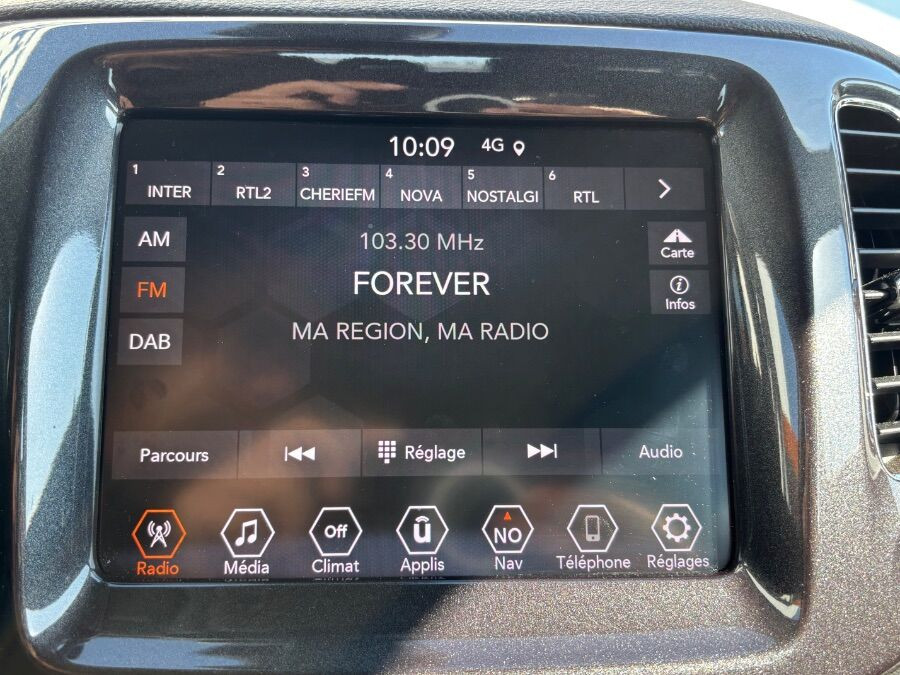 10:09 4G
1 INTER 2 RTL2 3 CHERIEFM 4 NOVA 5 NOSTALGI 6 RTL
AM
FM
DAB
103.30 MHz
FOREVER
MA REGION, MA RADIO
Carte
Infos
Parcours Réglage Audio
Off NO
Radio Média Climat Applis Nav Téléphone Réglages